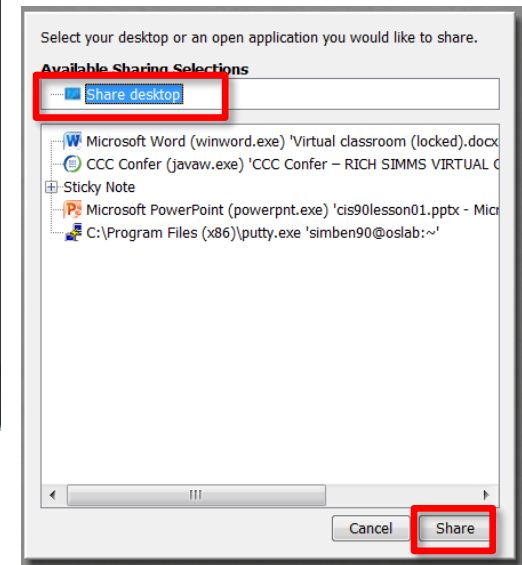 Select your desktop or an open application you would like to share.
Available Sharing Selections
Share desktop
Microsoft Word (winword.exe) 'Virtual classroom (locked).docx
CCC Confer (javaw.exe) 'CCC Confer – RICH SIMMS VIRTUAL
Sticky Note
Microsoft PowerPoint (powerpnt.exe) 'cis90lesson01.pptx - Micr
C:\Program Files (x86)\putty.exe 'simben90@oslab:~'
Cancel
Share